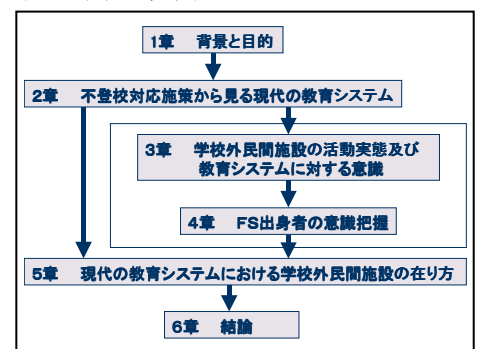 1章 背景と目的
2章 不登校対応施策から見る現代の教育システム
3章 学校外民間施設の活動実態及び
教育システムに対する意識
4章 FS出身者の意識把握
5章 現代の教育システムにおける学校外民間施設の在り方
6章 結論